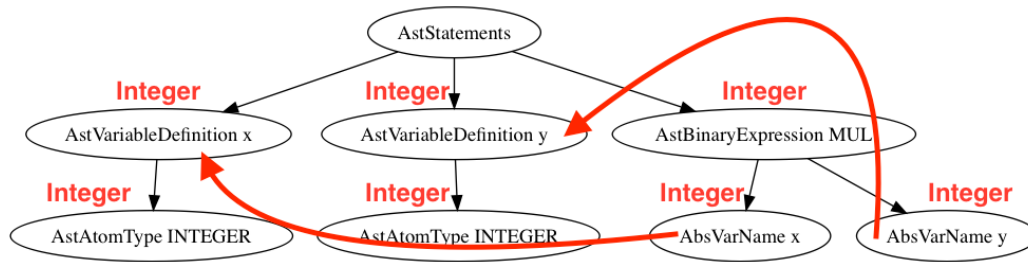 AstStatements
Integer Integer Integer
AstVariableDefinition x AstVariableDefinition y AstBinaryExpression MUL
Integer Integer Integer Integer
AstAtomType INTEGER AstAtomType INTEGER AbsVarName x AbsVarName y